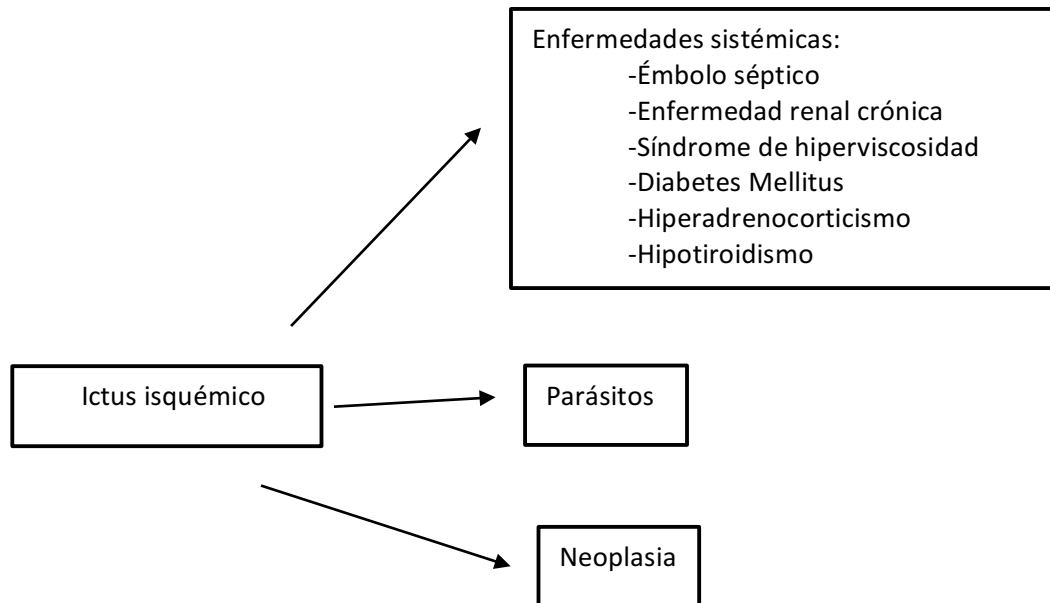 Enfermedades sistémicas:
-Émbolo séptico
-Enfermedad renal crónica
-Síndrome de hiperviscosidad
-Diabetes Mellitus
-Hiperadrenocorticismo
-Hipotiroidismo
Ictus isquémico
Parásitos
Neoplasia